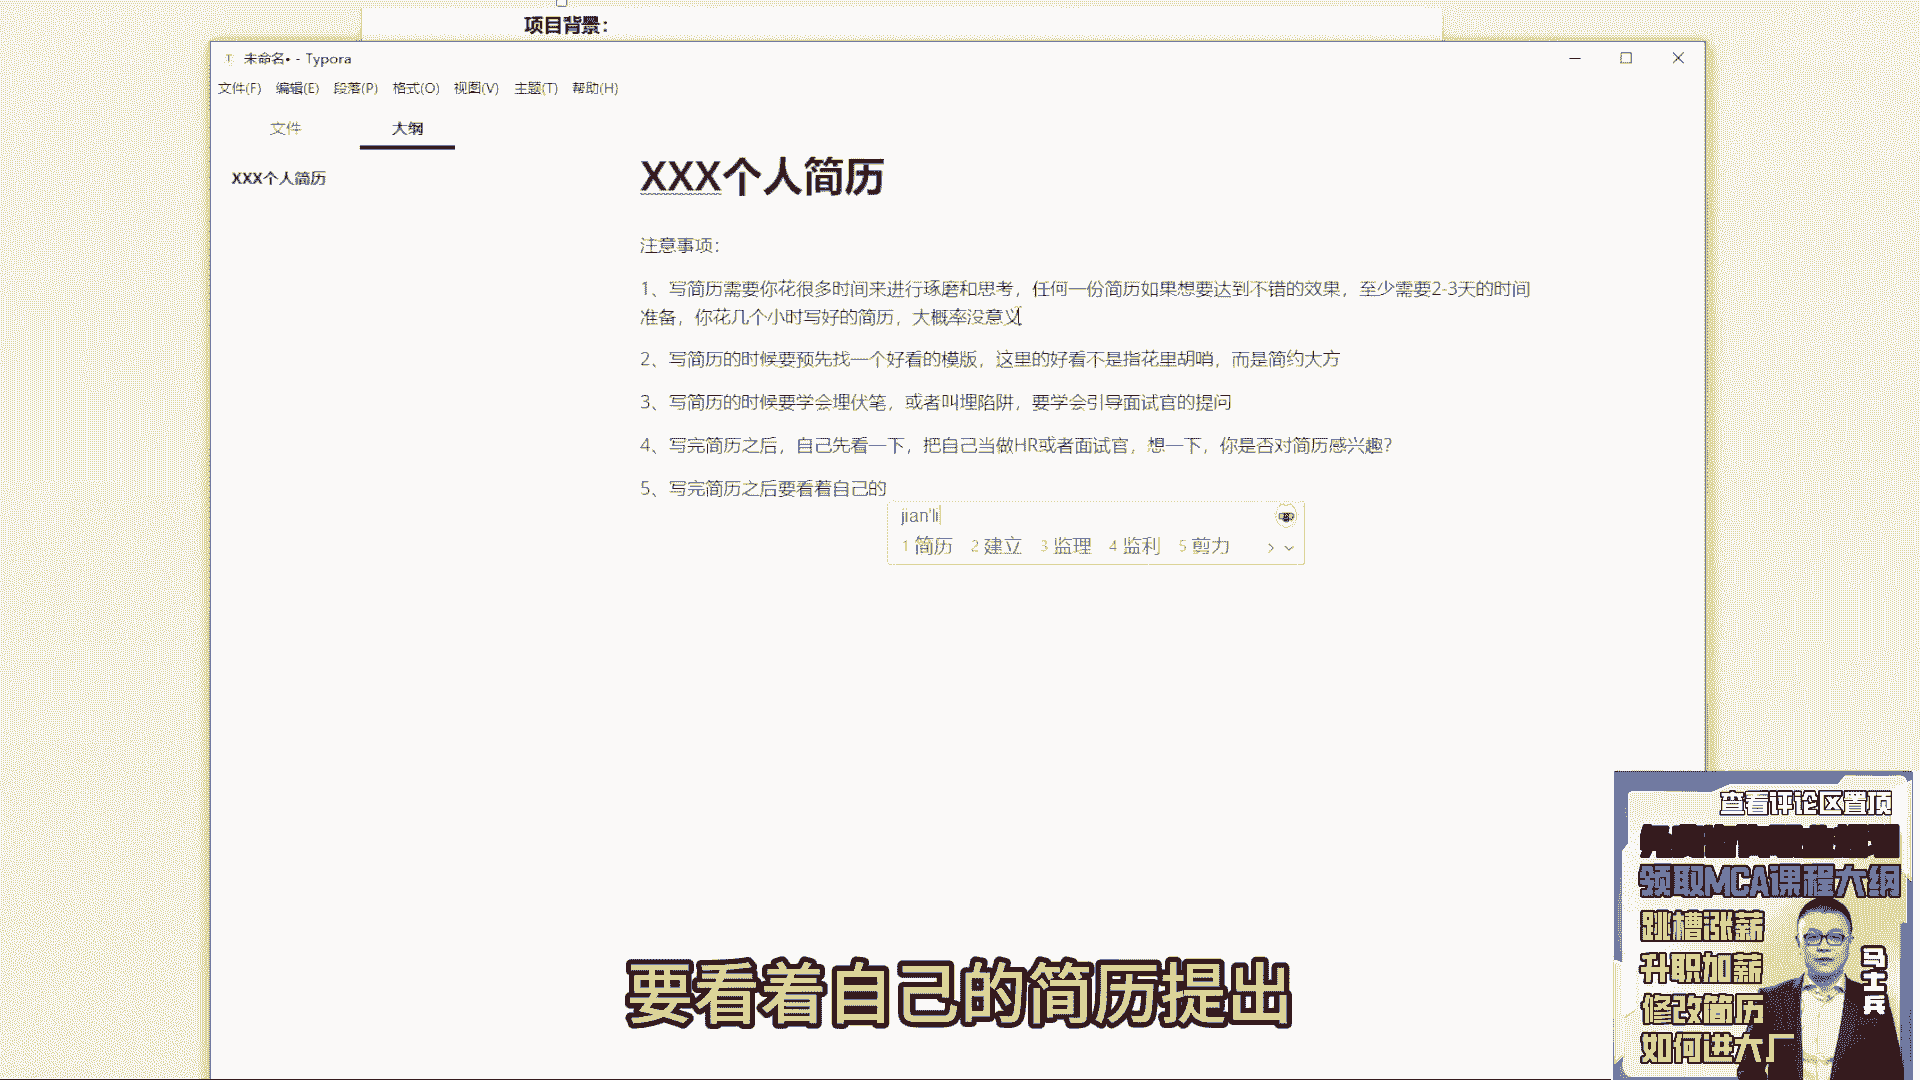 项目背景：
未命名• - Typora
文件(F) 编辑(E) 段落(P) 格式(O) 视图(V) 主题(T) 帮助(H)
文件 大纲
XXX个人简历
XXX个人简历
注意事项：
1、写简历需要你花很多时间来进行琢磨和思考，任何一份简历如果想要达到不错的效果，至少需要2-3天的时间
准备，你花几个小时写好的简历，大概率没意义
2、写简历的时候要预先找一个好看的模版，这里的好看不是指花里胡哨，而是简约大方
3、写简历的时候要学会埋伏笔，或者叫埋陷阱，要学会引导面试官的提问
4、写完简历之后，自己先看一下，把自己当做HR或者面试官，想一下，你是否对简历感兴趣？
5、写完简历之后要看着自己的
jian'li
1 简历 2 建立 3 监理 4 监利 5 剪力
查看评论区置顶
领取MCA课程大纲
跳槽涨薪
升职加薪
修改简历
如何进大厂
马士兵
要看着自己的简历提出